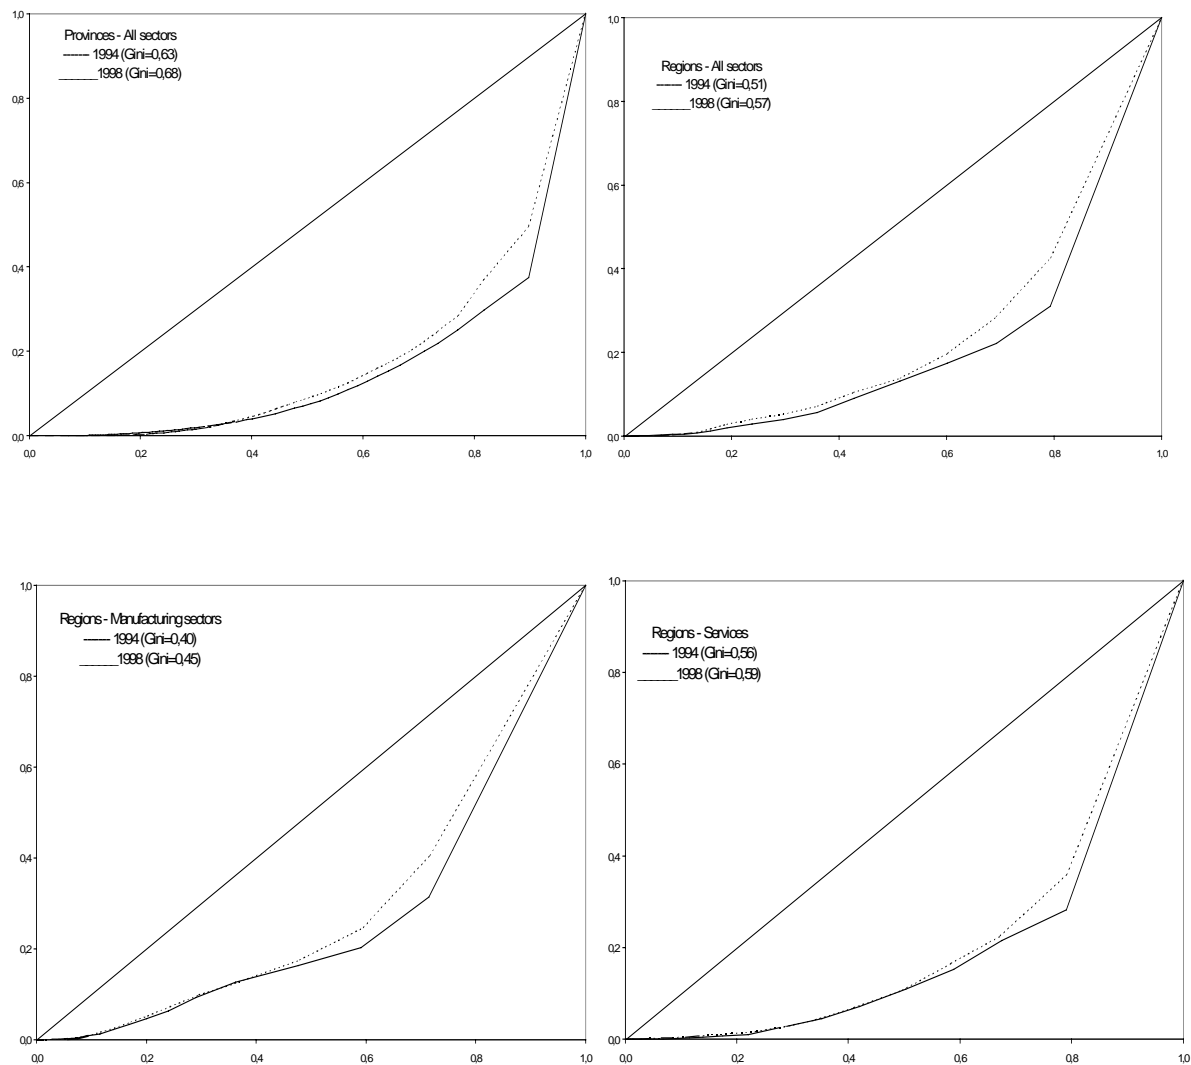 1,0
Provinces - All sectors
------ 1994 (Gini=0,63)
______1998 (Gini=0,68)
0,8
0,6
0,4
0,2
0,0
0,0 0,2 0,4 0,6 0,8 1,0
1,0
Regions - All sectors
------ 1994 (Gini=0,51)
______1998 (Gini=0,57)
0,8
0,6
0,4
0,2
0,0
0,0 0,2 0,4 0,6 0,8 1,0
1,0
Regions - Manufacturing sectors
------ 1994 (Gini=0,40)
______1998 (Gini=0,45)
0,8
0,6
0,4
0,2
0,0
0,0 0,2 0,4 0,6 0,8 1,0
1,0
Regions - Services
------ 1994 (Gini=0,56)
______1998 (Gini=0,59)
0,8
0,6
0,4
0,2
0,0
0,0 0,2 0,4 0,6 0,8 1,0